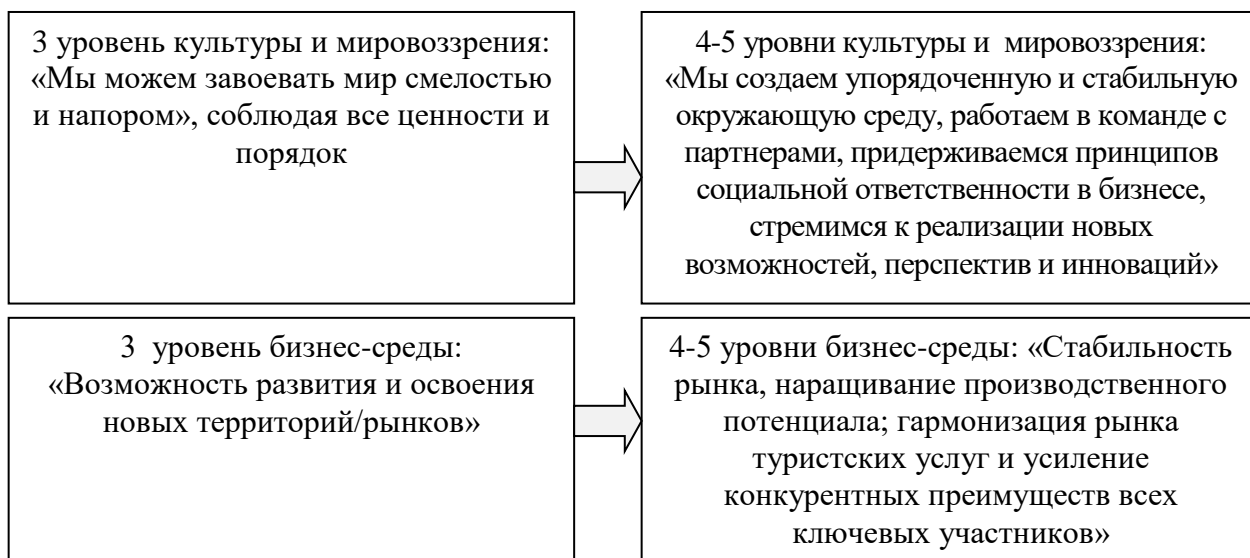 3 уровень культуры и мировоззрения:
«Мы можем завоевать мир смелостью
и напором», соблюдая все ценности и
порядок
4-5 уровни культуры и мировоззрения:
«Мы создаем упорядоченную и стабильную
окружающую среду, работаем в команде с
партнерами, придерживаемся принципов
социальной ответственности в бизнесе,
стремимся к реализации новых
возможностей, перспектив и инноваций»
3 уровень бизнес-среды:
«Возможность развития и освоения
новых территорий/рынков»
4-5 уровни бизнес-среды: «Стабильность
рынка, наращивание производственного
потенциала; гармонизация рынка
туристских услуг и усиление
конкурентных преимуществ всех
ключевых участников»